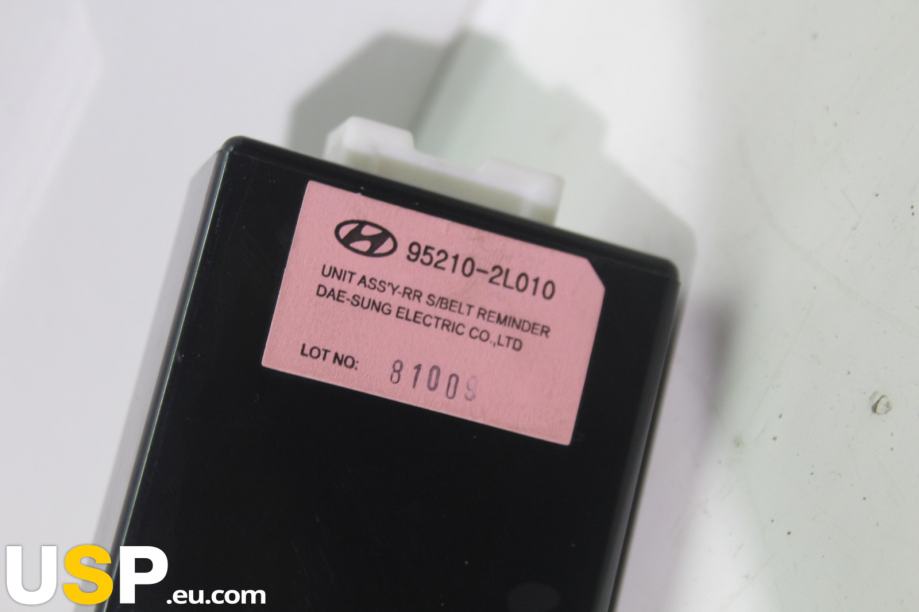 95210-2L010
UNIT ASS'Y-RR S/BELT REMINDER
DAE-SUNG ELECTRIC CO.,LTD
LOT NO: 81009
USP.eu.com